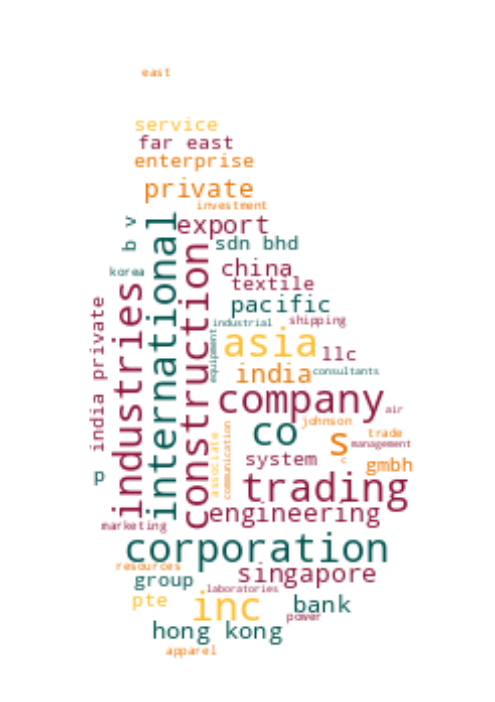 east
service
far east
enterprise
private
investment
export
b v
sdn bhd
korea
china
textile
international
construction
industries
india private
pacific
industrial
shipping
equipment
asia
llc
india
consultants
company
air
johnson
co
s
trade
management
c
associate
communication
system
gmbh
p
trading
engineering
marketing
corporation
resources
group
singapore
laboratories
pte
inc
bank
power
hong kong
apparel